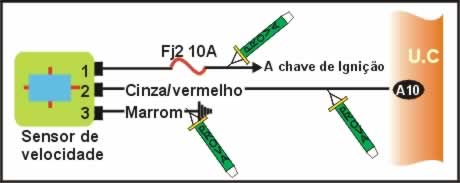 Fj2 10A
U.C
1
A chave de Ignição
2
Cinza/vermelho
A10
3
Marrom
Sensor de
velocidade